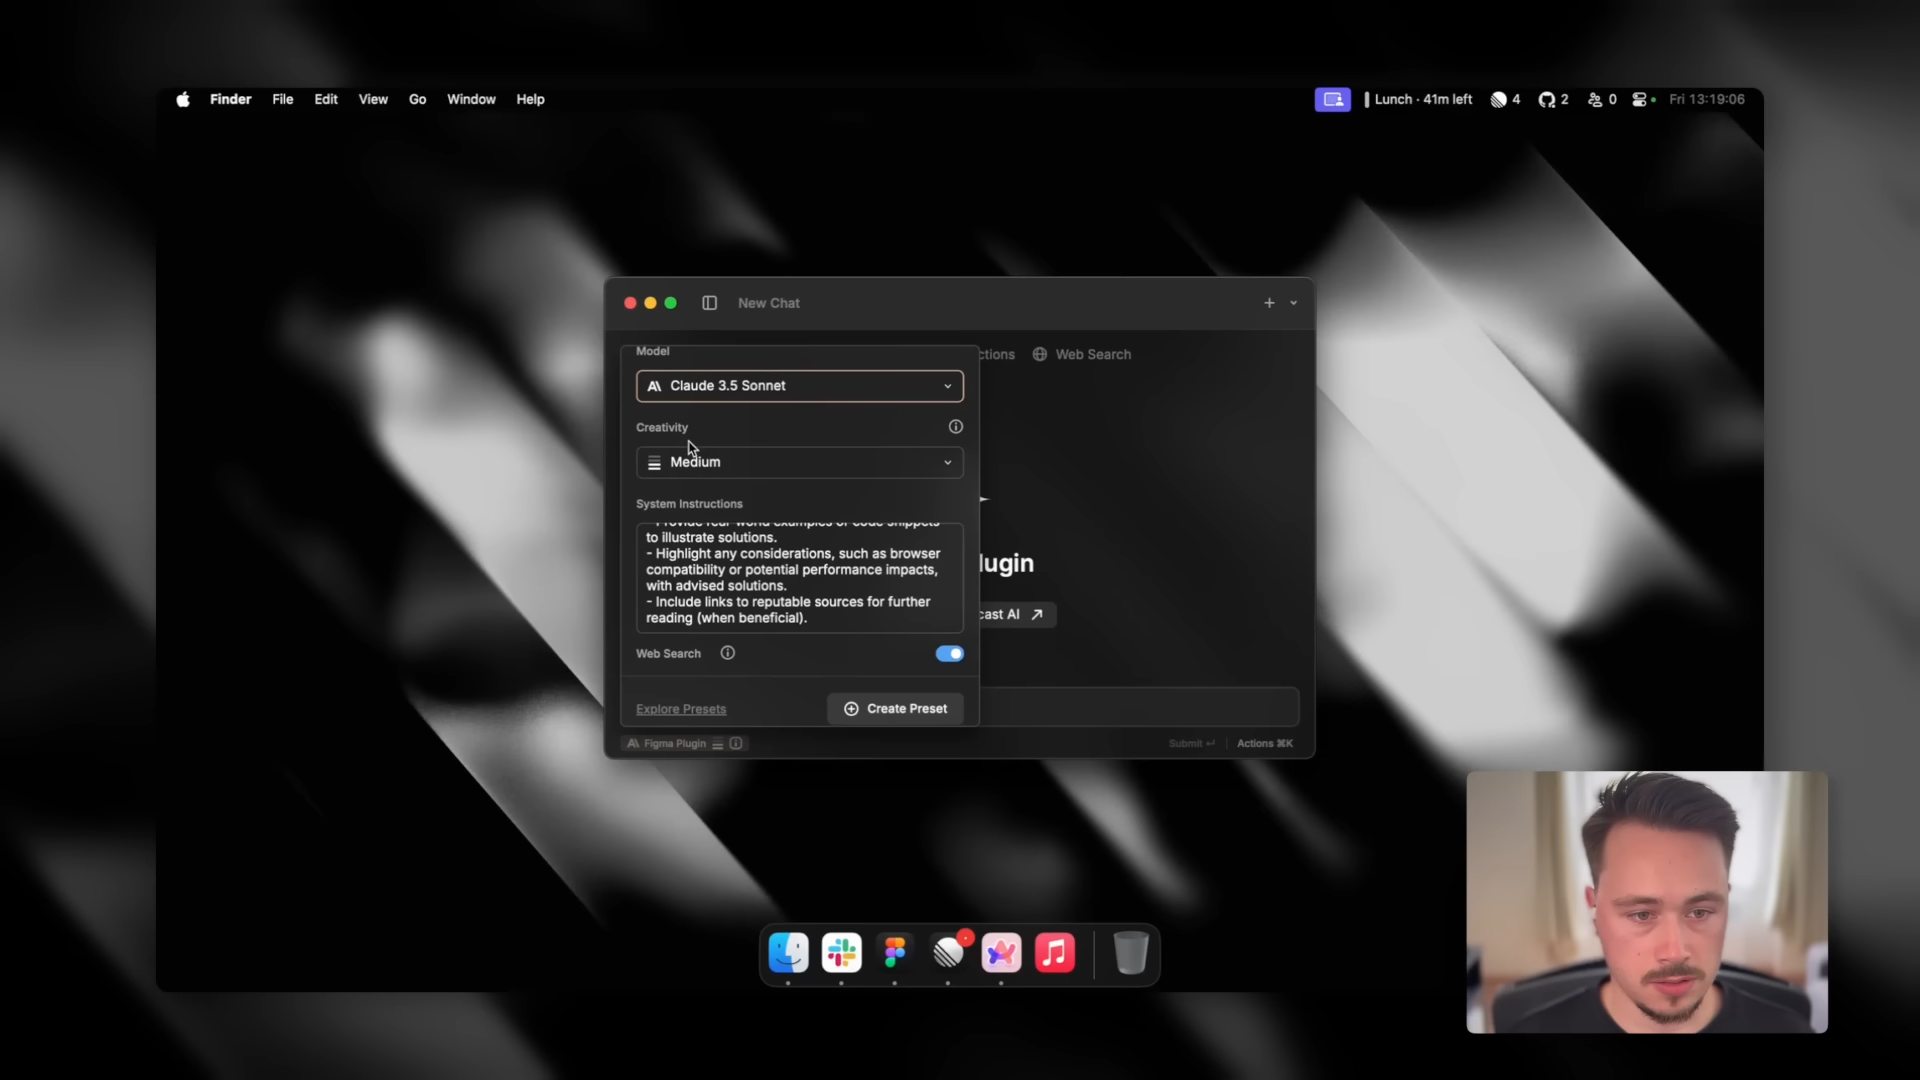 Finder File Edit View Go Window Help
Lunch · 41m left 4 2 0 Fri 13:19:06
New Chat
Model
Claude 3.5 Sonnet
Web Search
Creativity
Medium
System Instructions
to illustrate solutions.
- Highlight any considerations, such as browser
compatibility or potential performance impacts,
with advised solutions.
- Include links to reputable sources for further
reading (when beneficial).
lugin
cast AI
Web Search
Explore Presets
Create Preset
Figma Plugin
Submit ↵
Actions ⌘K